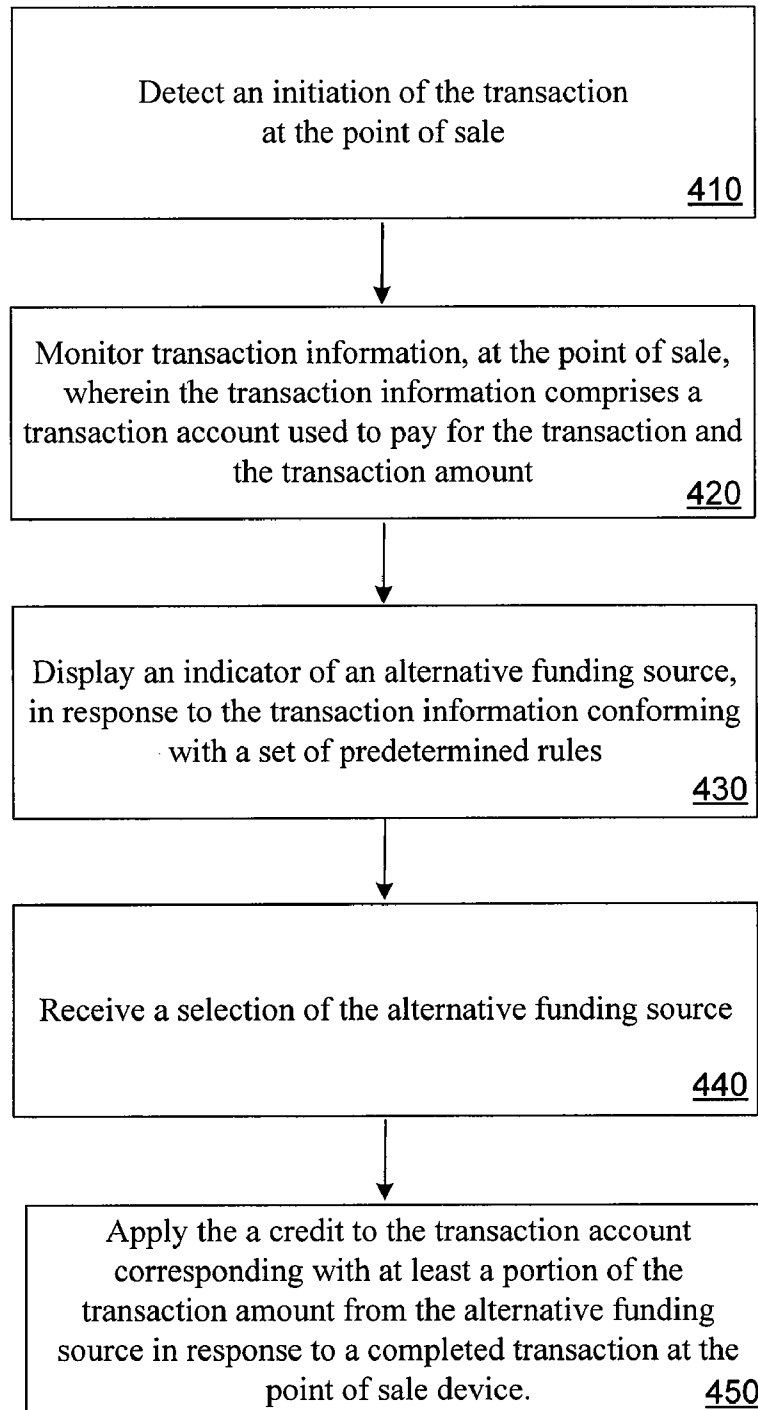 Detect an initiation of the transaction
at the point of sale
410
Monitor transaction information, at the point of sale,
wherein the transaction information comprises a
transaction account used to pay for the transaction and
the transaction amount
420
Display an indicator of an alternative funding source,
in response to the transaction information conforming
with a set of predetermined rules
430
Receive a selection of the alternative funding source
440
Apply the a credit to the transaction account
corresponding with at least a portion of the
transaction amount from the alternative funding
source in response to a completed transaction at the
point of sale device.
450